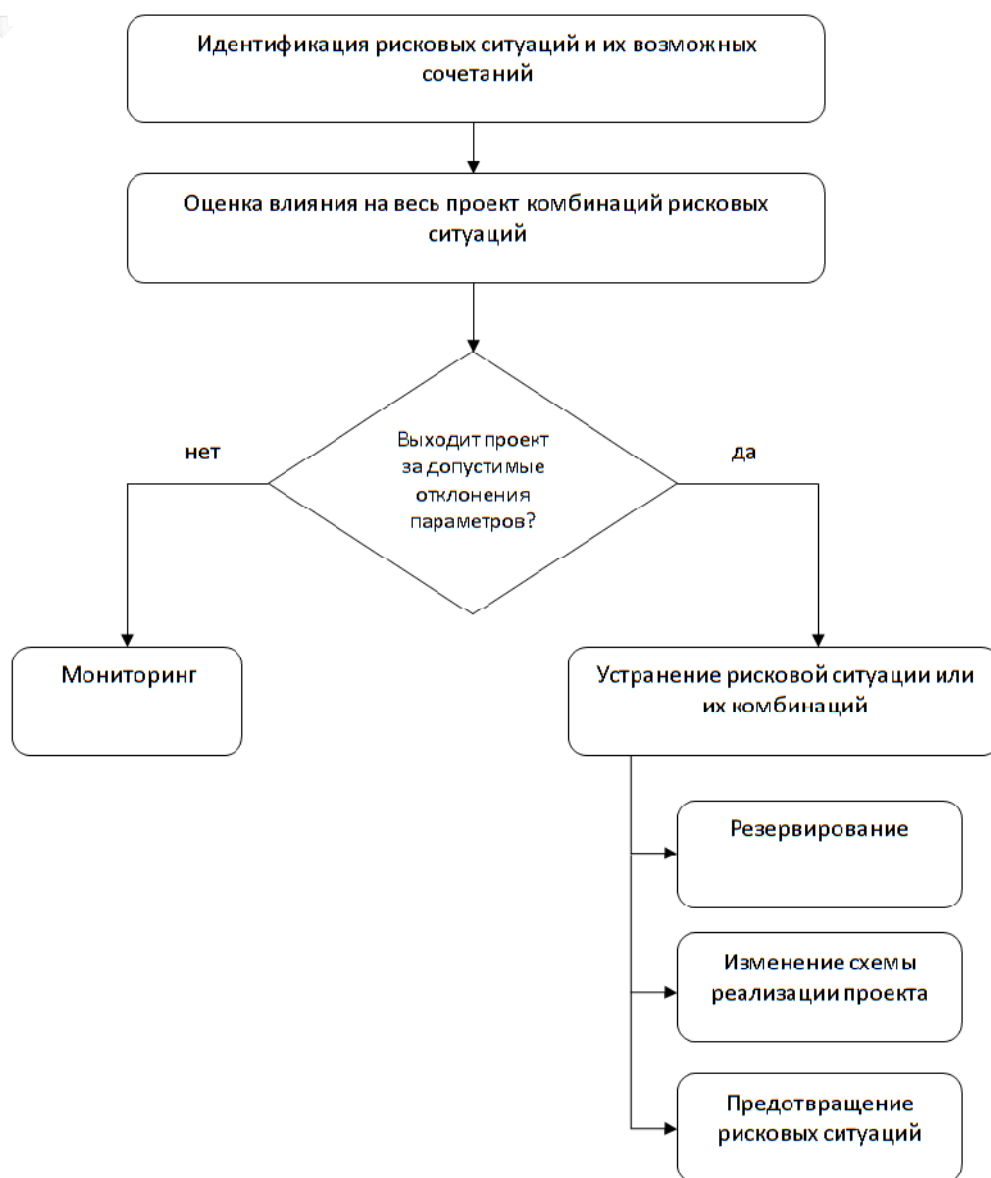 Идентификация рисковых ситуаций и их возможных
сочетаний
Оценка влияния на весь проект комбинаций рисковых
ситуаций
Выходит проект
за допустимые
отклонения
параметров?
нет
да
Мониторинг
Устранение рисковой ситуации или
их комбинаций
Резервирование
Изменение схемы
реализации проекта
Предотвращение
рисковых ситуаций